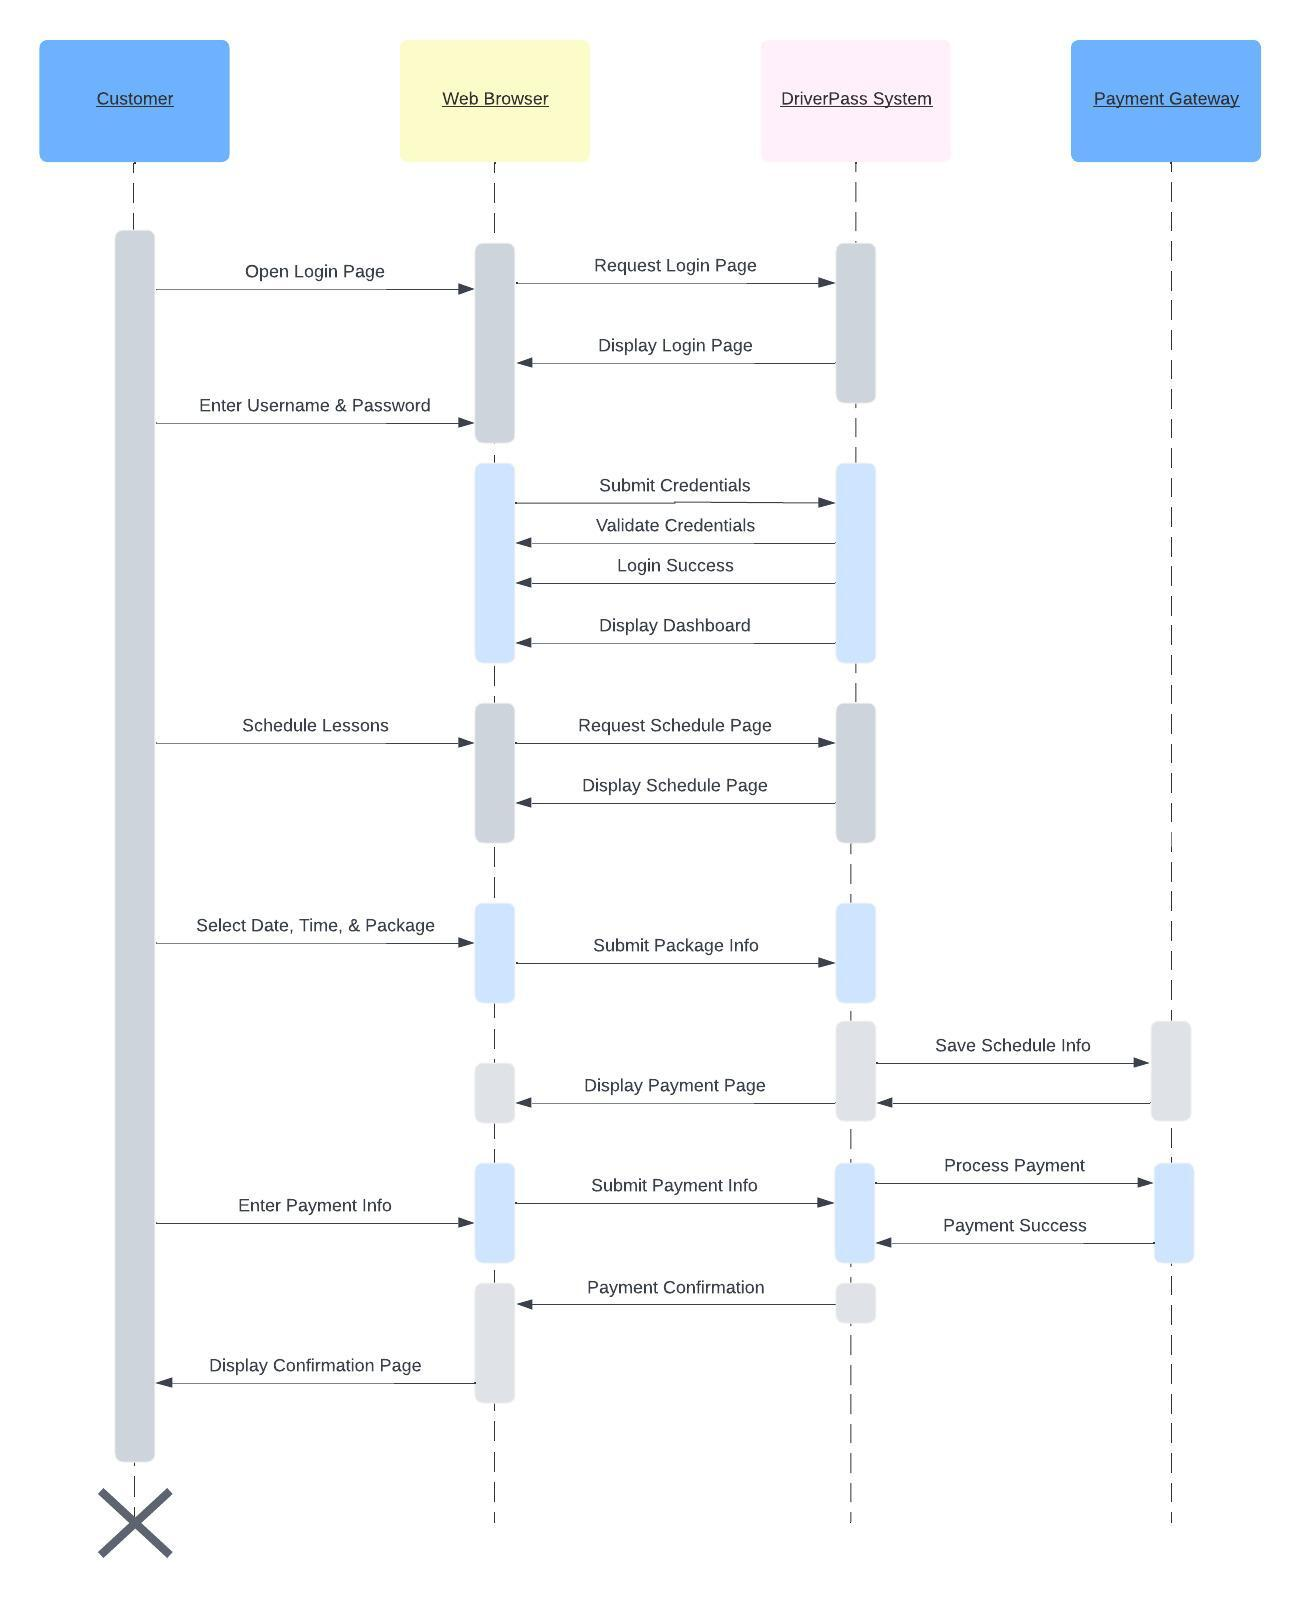 Customer
Web Browser
DriverPass System
Payment Gateway
Open Login Page
Request Login Page
Display Login Page
Enter Username & Password
Submit Credentials
Validate Credentials
Login Success
Display Dashboard
Schedule Lessons
Request Schedule Page
Display Schedule Page
Select Date, Time, & Package
Submit Package Info
Save Schedule Info
Display Payment Page
Process Payment
Submit Payment Info
Enter Payment Info
Payment Success
Payment Confirmation
Display Confirmation Page